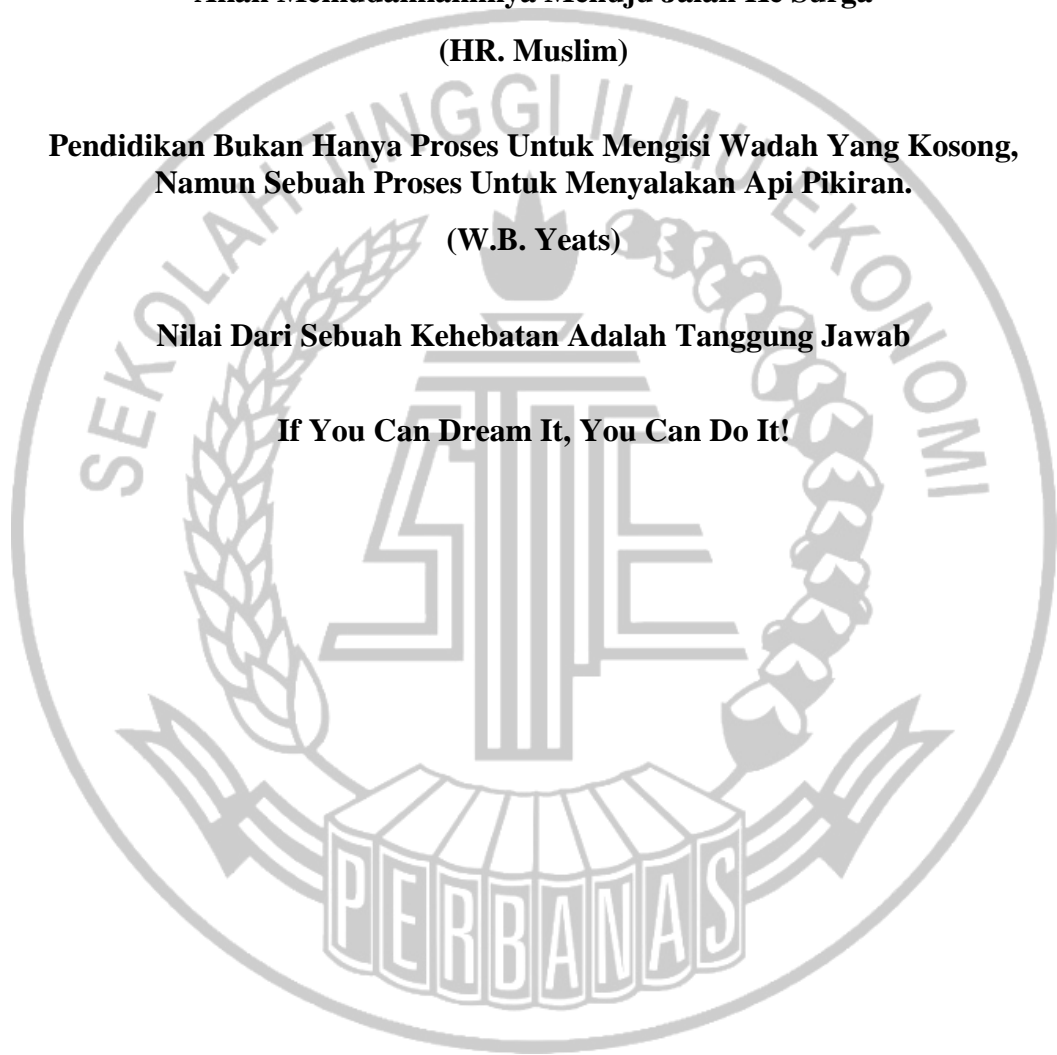 (HR. Muslim)
Pendidikan Bukan Hanya Proses Untuk Mengisi Wadah Yang Kosong,
Namun Sebuah Proses Untuk Menyalakan Api Pikiran.
(W.B. Yeats)
Nilai Dari Sebuah Kehebatan Adalah Tanggung Jawab
If You Can Dream It, You Can Do It!
SEKOLAH TINGGI ILMU EKONOMI
STIE
PERBANAS